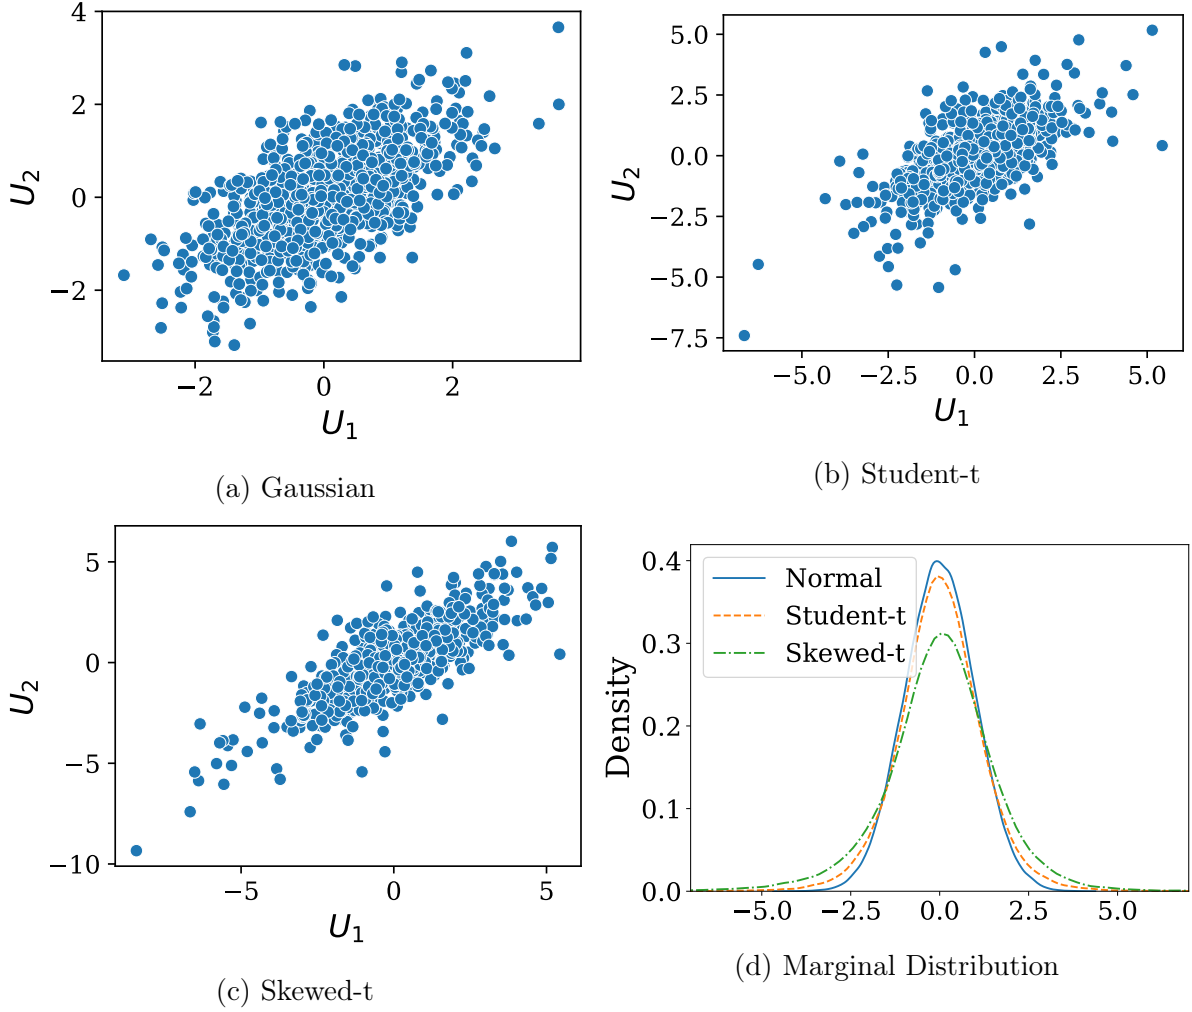 4
2
0
−2
U2
−2
0
2
U1
(a) Gaussian
5.0
2.5
0.0
−2.5
−5.0
−7.5
U2
−5.0
−2.5
0.0
2.5
5.0
U1
(b) Student-t
5
0
−5
−10
U2
−5
0
5
U1
(c) Skewed-t
0.4
0.3
0.2
0.1
0.0
Density
Normal
Student-t
Skewed-t
−5.0
−2.5
0.0
2.5
5.0
(d) Marginal Distribution